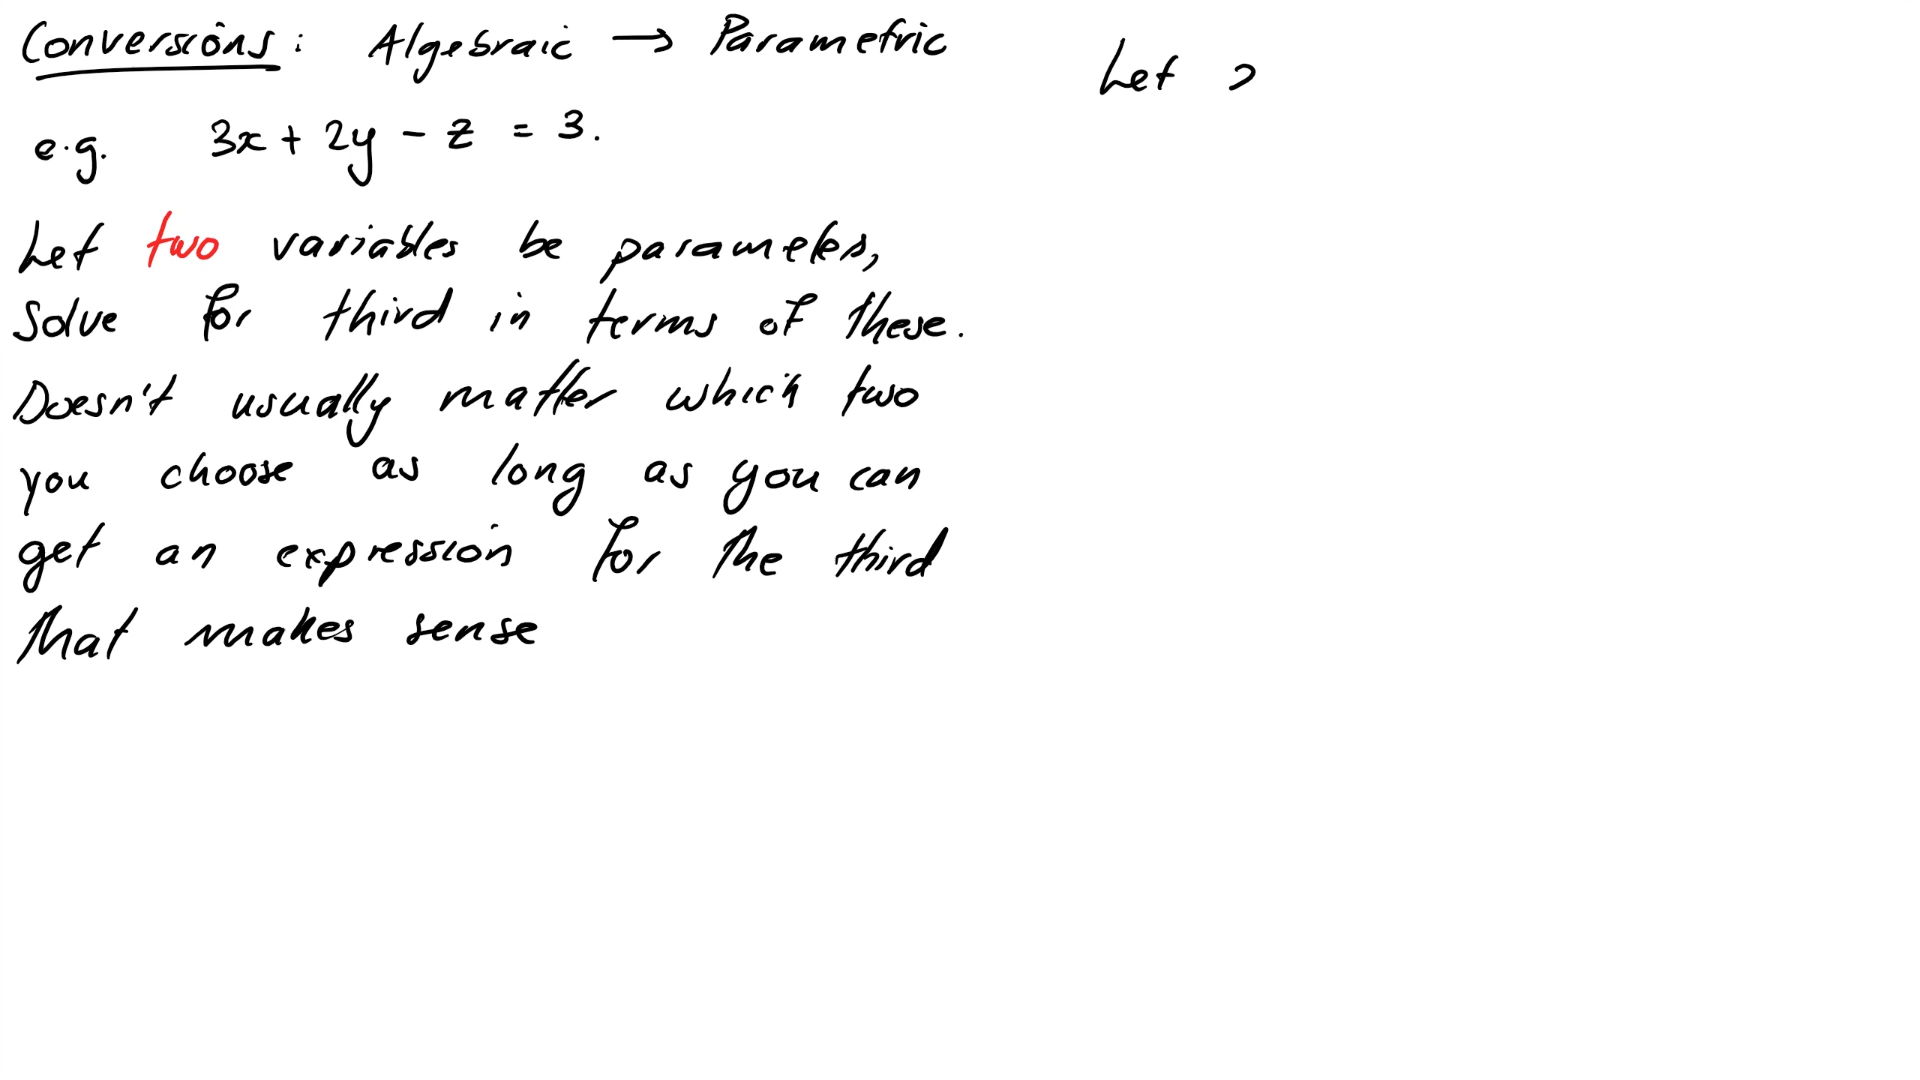 Conversions: Algebraic → Parametric
e.g. 3x + 2y - z = 3.
Let two variables be parameters,
Solve for third in terms of these.
Doesn't usually matter which two
you choose as long as you can
get an expression for the third
that makes sense
Let